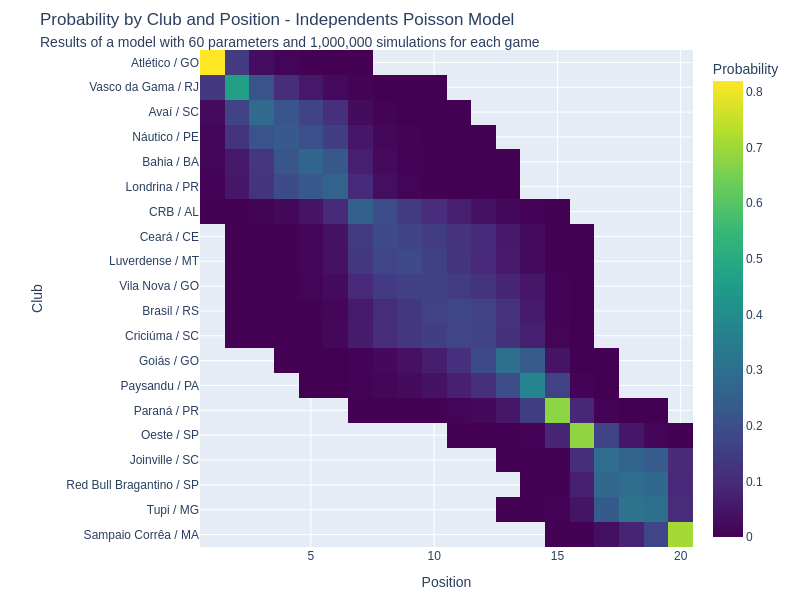 Probability by Club and Position - Independents Poisson Model
Results of a model with 60 parameters and 1,000,000 simulations for each game
Probability
Club
Atlético / GO
Vasco da Gama / RJ
Avaí / SC
Náutico / PE
Bahia / BA
Londrina / PR
CRB / AL
Ceará / CE
Luverdense / MT
Vila Nova / GO
Brasil / RS
Criciúma / SC
Goiás / GO
Paysandu / PA
Paraná / PR
Oeste / SP
Joinville / SC
Red Bull Bragantino / SP
Tupi / MG
Sampaio Corrêa / MA
0.8
0.7
0.6
0.5
0.4
0.3
0.2
0.1
0
5 10 15 20
Position